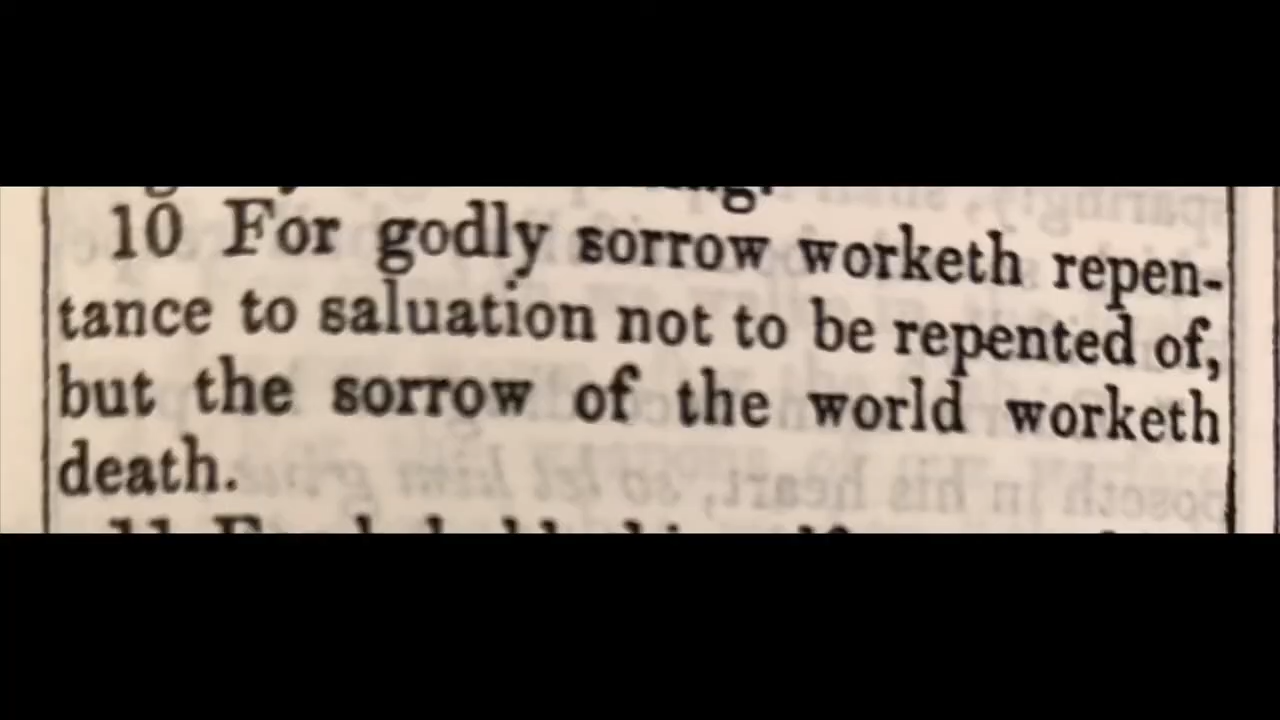 10 For godly sorrow worketh repen-
tance to saluation not to be repented of,
but the sorrow of the world worketh
death.